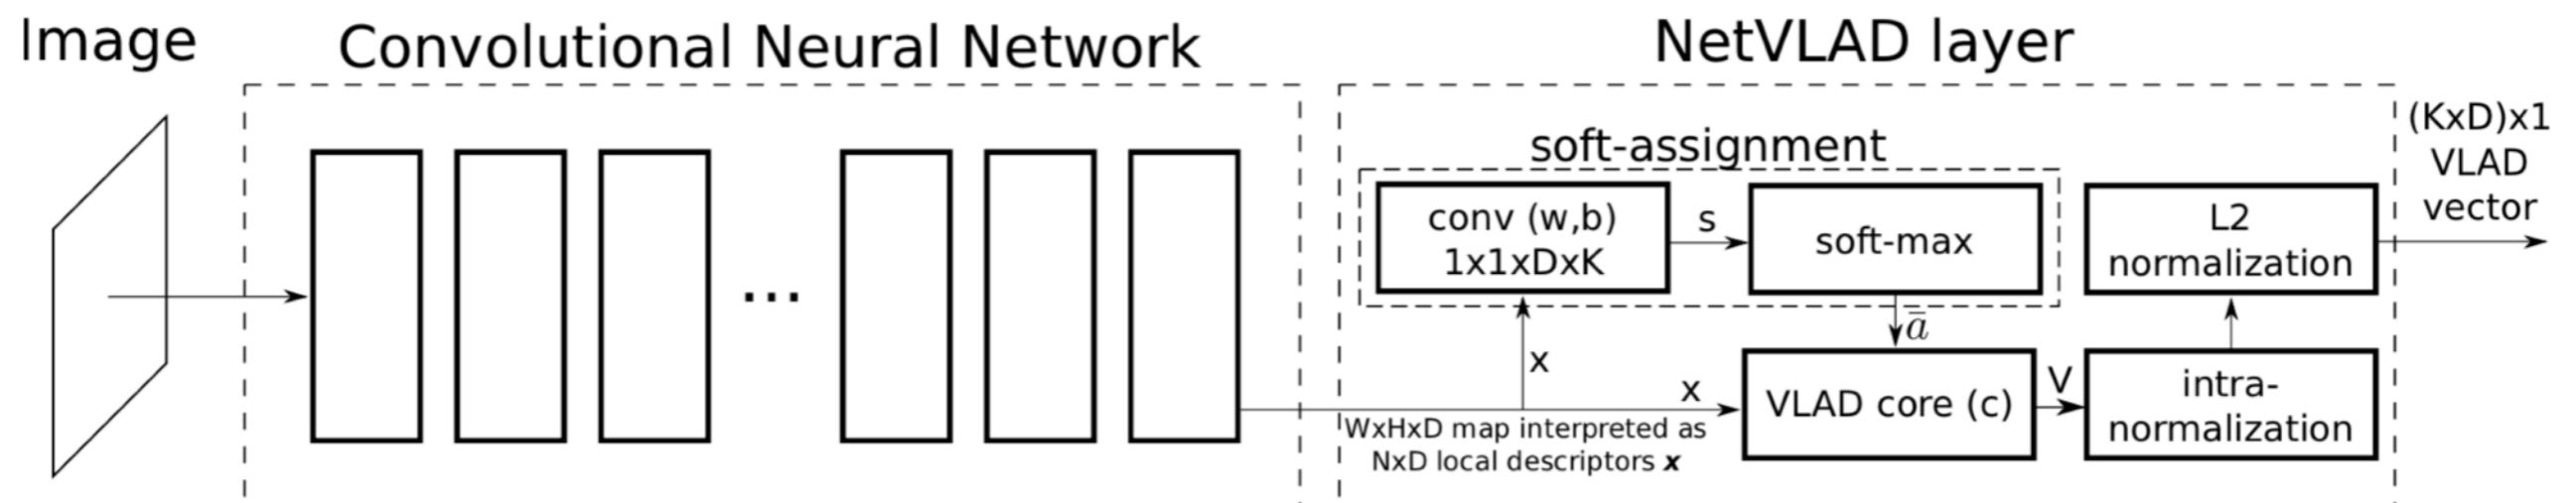 Image
Convolutional Neural Network
NetVLAD layer
...
soft-assignment
conv (w,b)
1x1xDxK
s
soft-max
L2
normalization
(KxD)x1
VLAD
vector
x
x
ā
VLAD core (c)
V
intra-
normalization
WxHxD map interpreted as
NxD local descriptors x